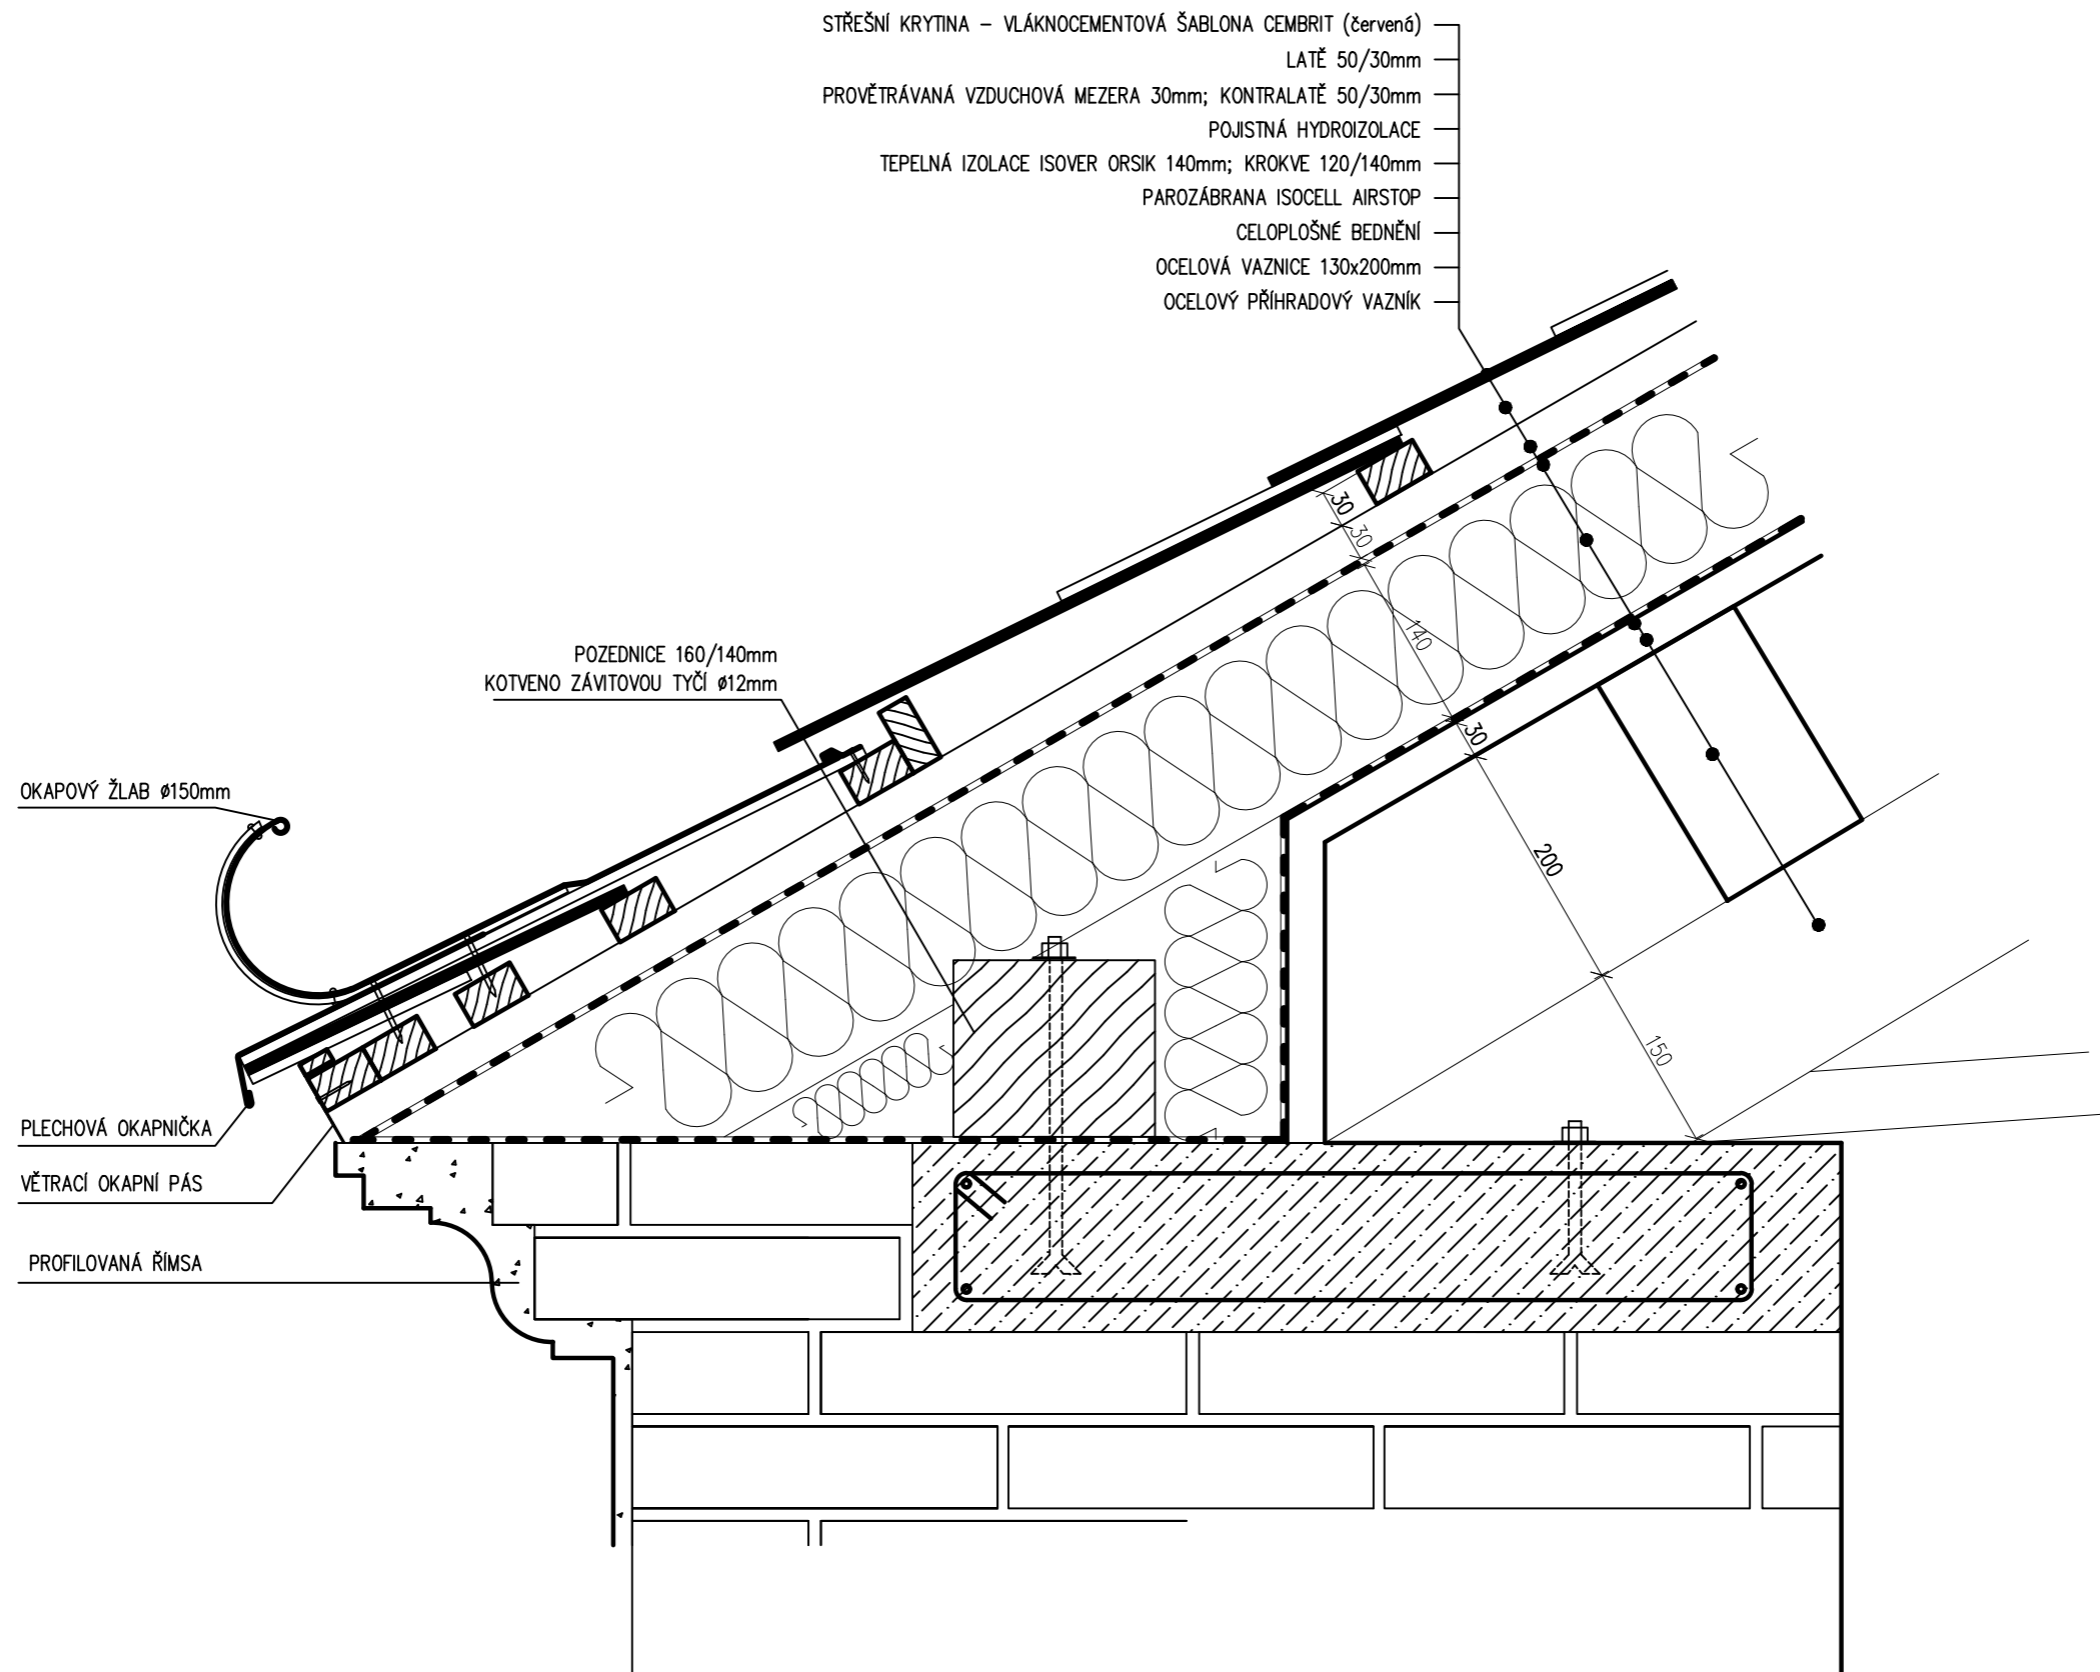 STŘEŠNÍ KRYTINA – VLÁKNOCEMENTOVÁ ŠABLONA CEMBRIT (červená)
LATĚ 50/30mm
PROVĚTRÁVANÁ VZDUCHOVÁ MEZERA 30mm; KONTRALATĚ 50/30mm
POJISTNÁ HYDROIZOLACE
TEPELNÁ IZOLACE ISOVER ORSIK 140mm; KROKVE 120/140mm
PAROZÁBRANA ISOCELL AIRSTOP
CELOPLOŠNÉ BEDNĚNÍ
OCELOVÁ VAZNICE 130x200mm
OCELOVÝ PŘÍHRADOVÝ VAZNÍK
30
30
140
30
200
150
POZEDNICE 160/140mm
KOTVENO ZÁVITOVOU TYČÍ ø12mm
OKAPOVÝ ŽLAB ø150mm
PLECHOVÁ OKAPNIČKA
VĚTRACÍ OKAPNÍ PÁS
PROFILOVANÁ ŘÍMSA